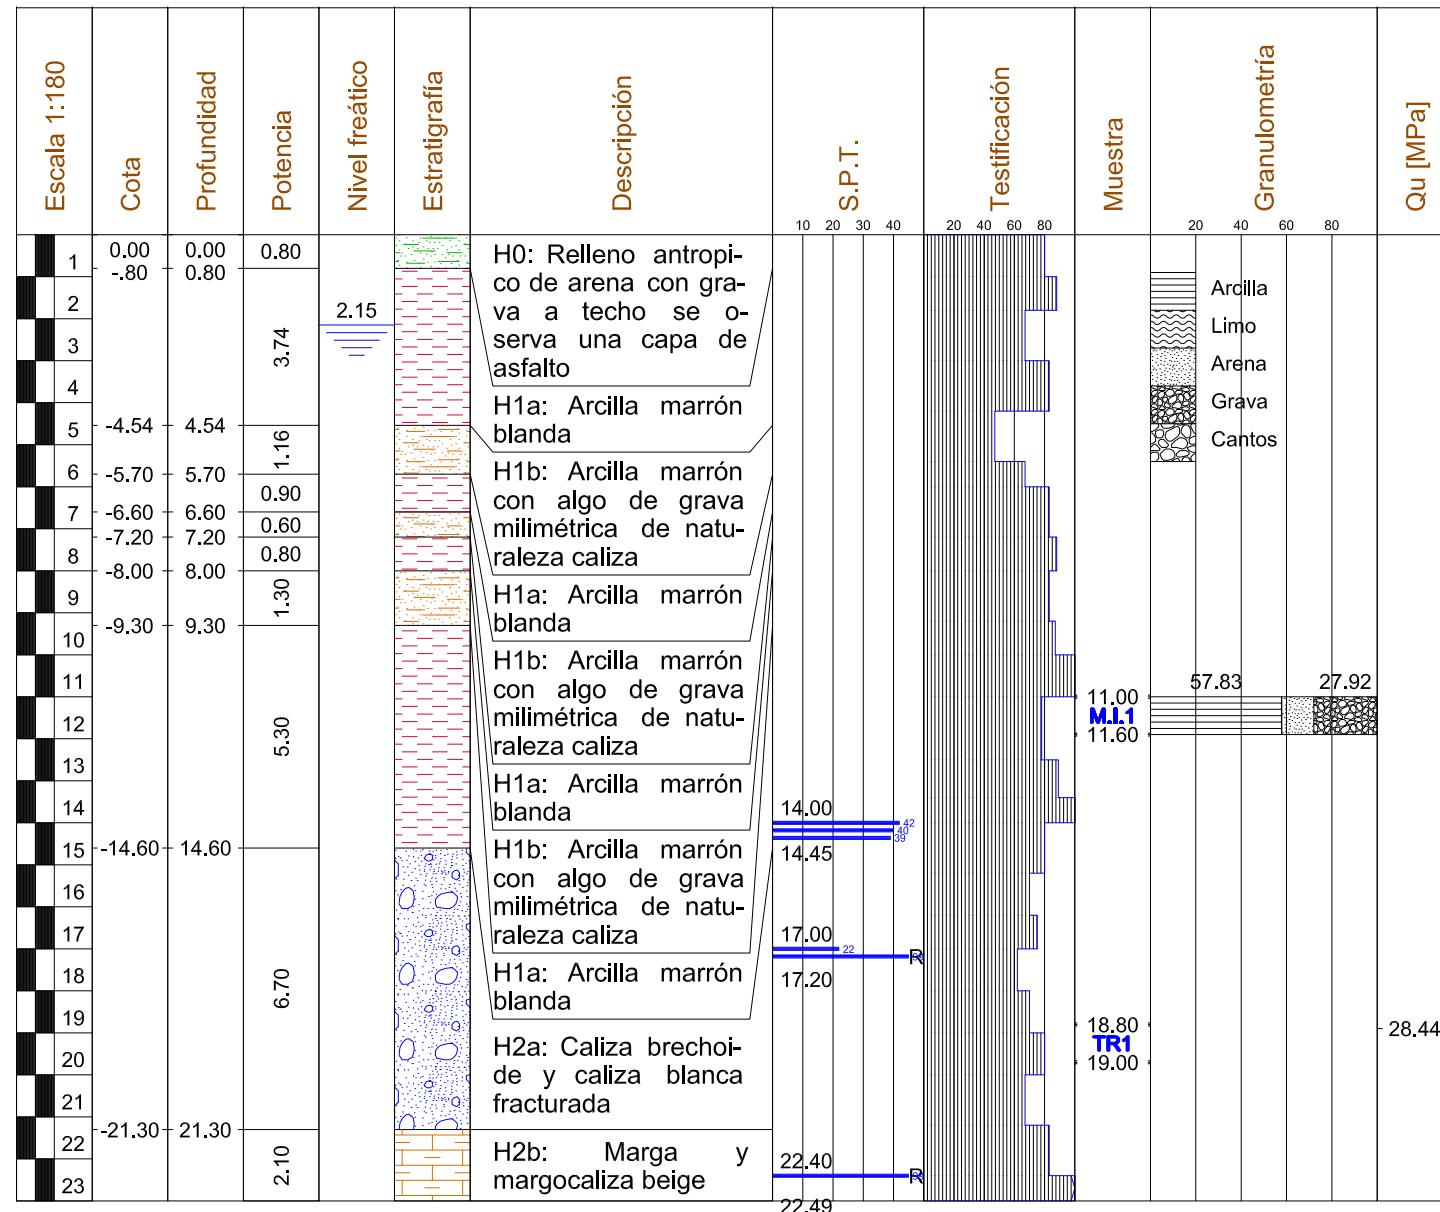 Escala 1:180
Cota
Profundidad
Potencia
Nivel freático
Estratigrafía
Descripción
S.P.T.
Testificación
Muestra
Granulometría
Qu [MPa]
10 20 30 40
20 40 60 80
20 40 60 80
1
2
3
4
5
6
7
8
9
10
11
12
13
14
15
16
17
18
19
20
21
22
23
0.00
-.80
-4.54
-5.70
-6.60
-7.20
-8.00
-9.30
-14.60
-21.30
0.00
0.80
4.54
5.70
6.60
7.20
8.00
9.30
14.60
21.30
0.80
3.74
1.16
0.90
0.60
0.80
1.30
5.30
6.70
2.10
2.15
H0: Relleno antropi-
co de arena con gra-
va a techo se o-
serva una capa de
asfalto
H1a: Arcilla marrón
blanda
H1b: Arcilla marrón
con algo de grava
milimétrica de natu-
raleza caliza
H1a: Arcilla marrón
blanda
H1b: Arcilla marrón
con algo de grava
milimétrica de natu-
raleza caliza
H1a: Arcilla marrón
blanda
H1b: Arcilla marrón
con algo de grava
milimétrica de natu-
raleza caliza
H1a: Arcilla marrón
blanda
H2a: Caliza brechoi-
de y caliza blanca
fracturada
H2b: Marga y
margocaliza beige
14.00
42
40
39
14.45
17.00
22
R
17.20
22.40
R
22.49
11.00
M.I.1
11.60
18.80
TR1
19.00
Arcilla
Limo
Arena
Grava
Cantos
57.83 27.92
28.44